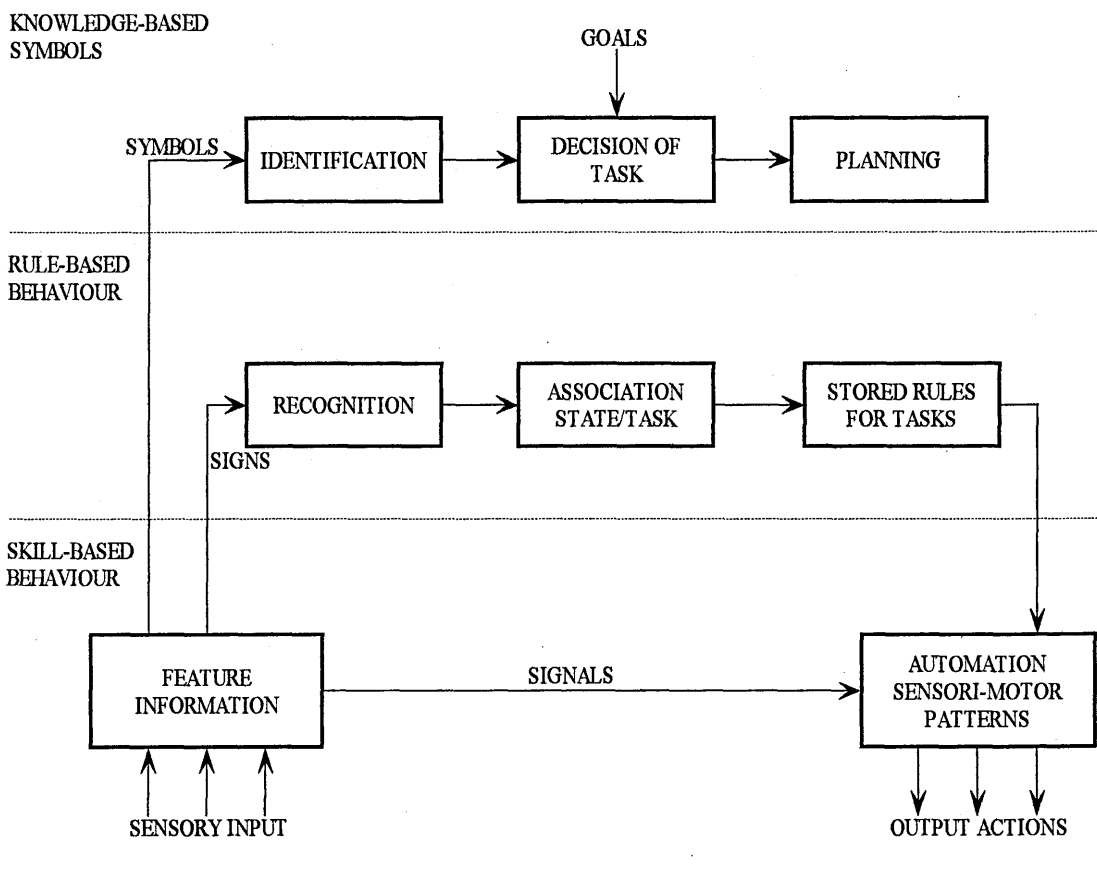 KNOWLEDGE-BASED
SYMBOLS
GOALS
SYMBOLS
IDENTIFICATION
DECISION OF
TASK
PLANNING
RULE-BASED
BEHAVIOUR
RECOGNITION
ASSOCIATION
STATE/TASK
STORED RULES
FOR TASKS
SIGNS
SKILL-BASED
BEHAVIOUR
FEATURE
INFORMATION
SIGNALS
AUTOMATION
SENSORI-MOTOR
PATTERNS
SENSORY INPUT
OUTPUT ACTIONS